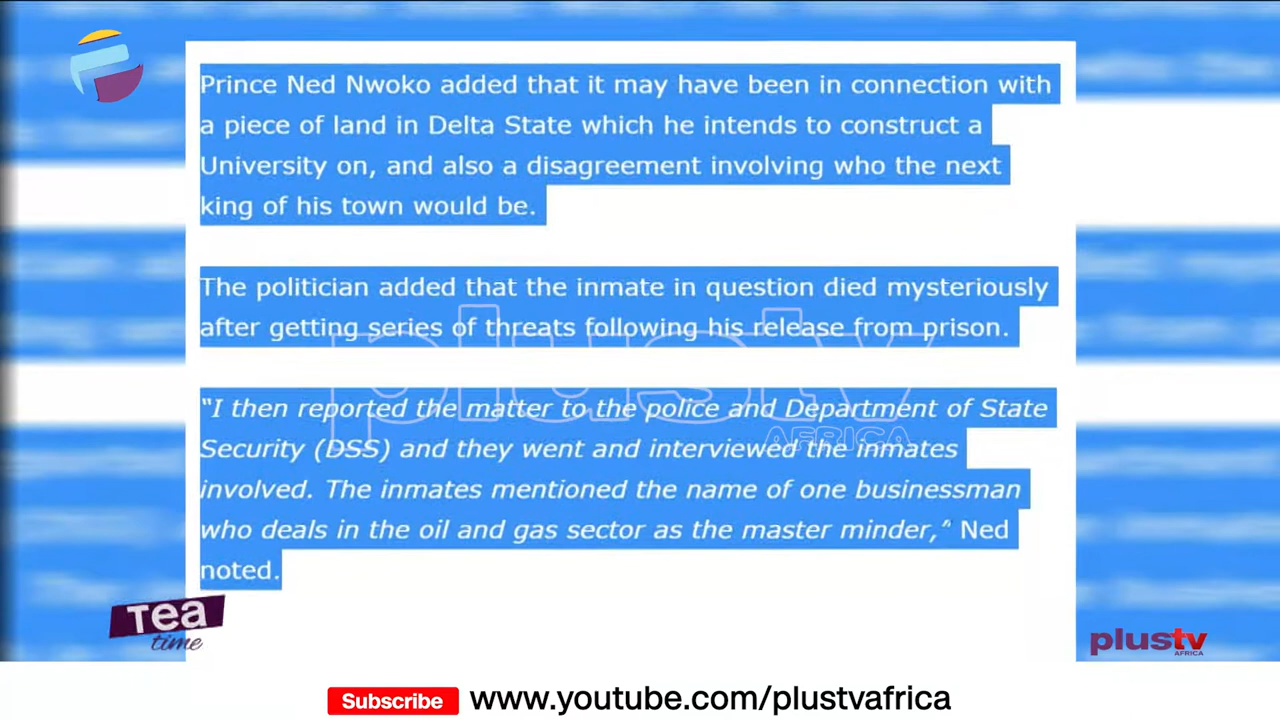 Prince Ned Nwoko added that it may have been in connection with
a piece of land in Delta State which he intends to construct a
University on, and also a disagreement involving who the next
king of his town would be.
The politician added that the inmate in question died mysteriously
after getting series of threats following his release from prison.
“I then reported the matter to the police and Department of State
Security (DSS) and they went and interviewed the inmates
involved. The inmates mentioned the name of one businessman
who deals in the oil and gas sector as the master minder,” Ned
noted.
plustv
AFRICA
Tea
time
plustv
AFRICA
Subscribe www.youtube.com/plustvafrica